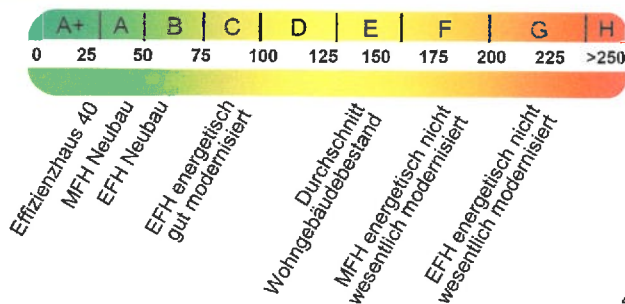 A+ A B C D E F G H
0 25 50 75 100 125 150 175 200 225 >250
Effizienzhaus 40
MFH Neubau
EFH Neubau
EFH energetisch
gut modernisiert
Durchschnitt
Wohngebäudebestand
MFH energetisch nicht
wesentlich modernisiert
EFH energetisch nicht
wesentlich modernisiert